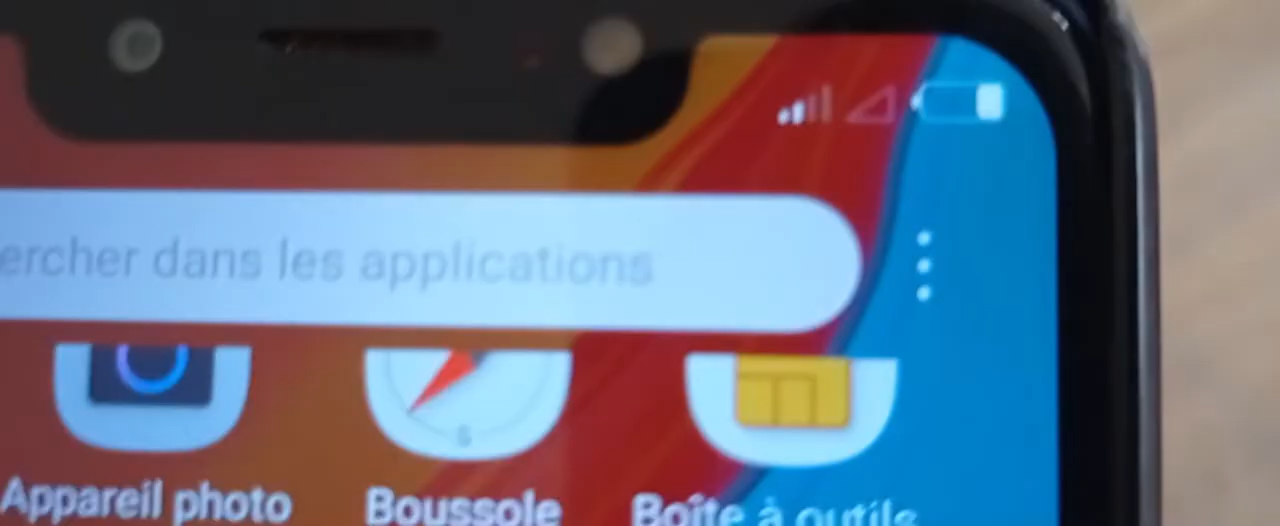 ercher dans les applications
S
Appareil photo
Boussole
Boîte à outils